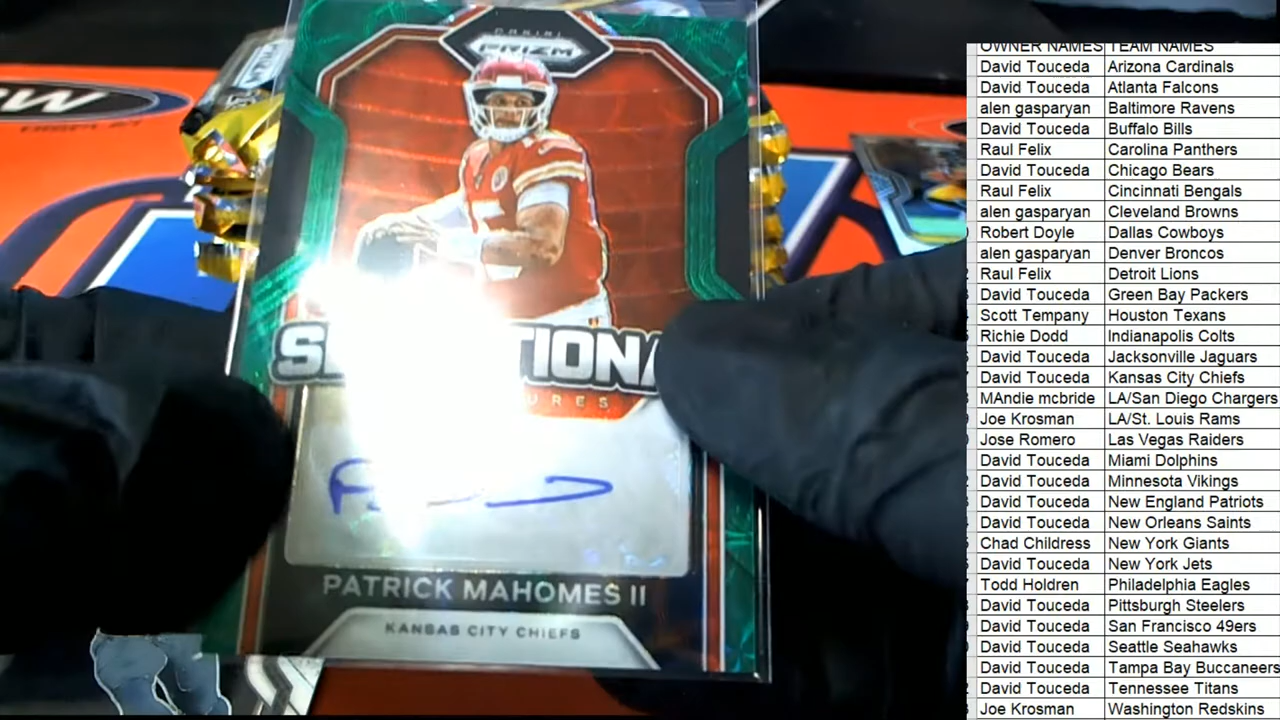 PANINI
PRIZM
PATRICK MAHOMES II
KANSAS CITY CHIEFS
OWNER NAMES TEAM NAMES
David Touceda Arizona Cardinals
David Touceda Atlanta Falcons
alen gasparyan Baltimore Ravens
David Touceda Buffalo Bills
Raul Felix Carolina Panthers
David Touceda Chicago Bears
Raul Felix Cincinnati Bengals
alen gasparyan Cleveland Browns
Robert Doyle Dallas Cowboys
alen gasparyan Denver Broncos
Raul Felix Detroit Lions
David Touceda Green Bay Packers
Scott Tempany Houston Texans
Richie Dodd Indianapolis Colts
David Touceda Jacksonville Jaguars
David Touceda Kansas City Chiefs
MAndie mcbride LA/San Diego Chargers
Joe Krosman LA/St. Louis Rams
Jose Romero Las Vegas Raiders
David Touceda Miami Dolphins
David Touceda Minnesota Vikings
David Touceda New England Patriots
David Touceda New Orleans Saints
Chad Childress New York Giants
David Touceda New York Jets
Todd Holdren Philadelphia Eagles
David Touceda Pittsburgh Steelers
David Touceda San Francisco 49ers
David Touceda Seattle Seahawks
David Touceda Tampa Bay Buccaneers
David Touceda Tennessee Titans
Joe Krosman Washington Redskins